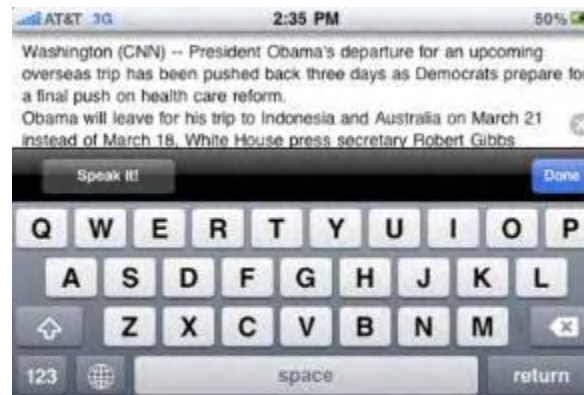 AT&T 3G 2:35 PM 50%
Washington (CNN) -- President Obama's departure for an upcoming
overseas trip has been pushed back three days as Democrats prepare for
a final push on health care reform.
Obama will leave for his trip to Indonesia and Australia on March 21
instead of March 18, White House press secretary Robert Gibbs
Speak It! Done
Q W E R T Y U I O P
A S D F G H J K L
Z X C V B N M
123 space return